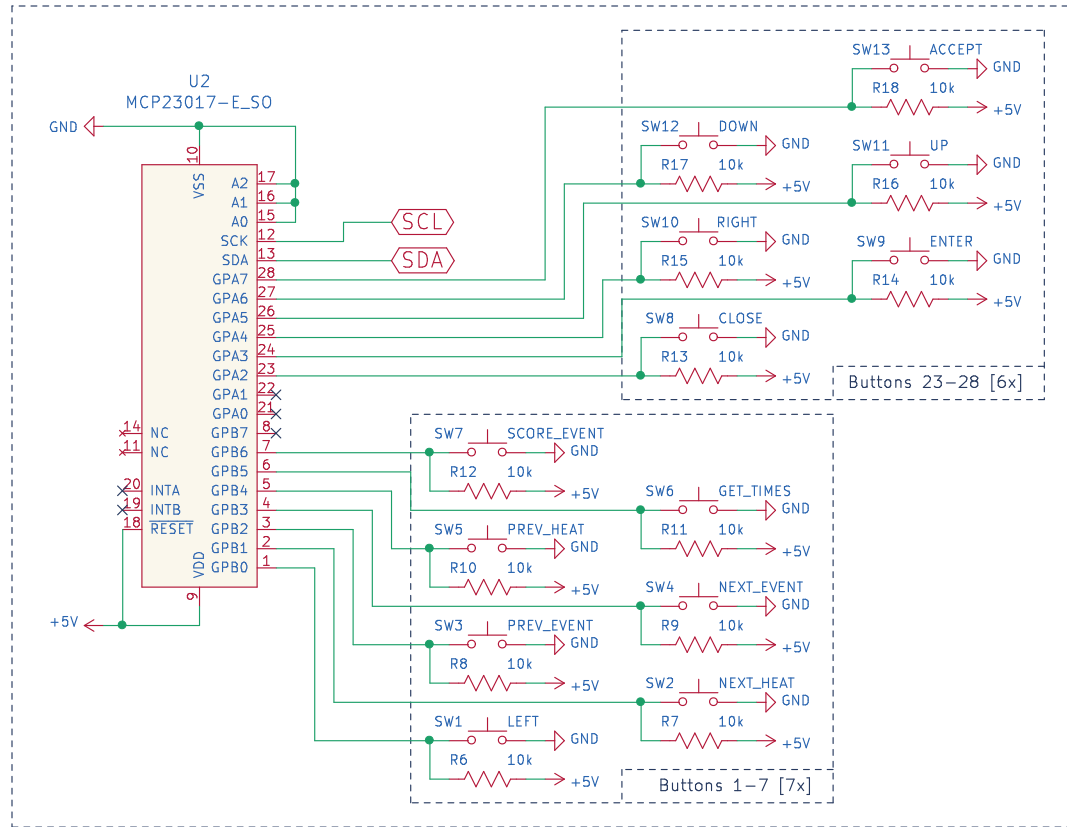 U2
MCP23017-E_SO
GND
10
VSS
A2 17
A1 16
A0 15
SCK 12
SDA 13
GPA7 28
GPA6 27
GPA5 26
GPA4 25
GPA3 24
GPA2 23
GPA1 22
GPA0 21
GPB7 8
GPB6 7
GPB5 6
GPB4 5
GPB3 4
GPB2 3
GPB1 2
GPB0 1
14 NC
11 NC
20 INTA
19 INTB
18 RESET
VDD
9
+5V
SCL
SDA
SW13 ACCEPT
GND
R18 10k
+5V
SW12 DOWN
GND
R17 10k
+5V
SW11 UP
GND
R16 10k
+5V
SW10 RIGHT
GND
R15 10k
+5V
SW9 ENTER
GND
R14 10k
+5V
SW8 CLOSE
GND
R13 10k
+5V
Buttons 23-28 [6x]
SW7 SCORE_EVENT
GND
R12 10k
+5V
SW6 GET_TIMES
GND
R11 10k
+5V
SW5 PREV_HEAT
GND
R10 10k
+5V
SW4 NEXT_EVENT
GND
R9 10k
+5V
SW3 PREV_EVENT
GND
R8 10k
+5V
SW2 NEXT_HEAT
GND
R7 10k
+5V
SW1 LEFT
GND
R6 10k
+5V
Buttons 1-7 [7x]